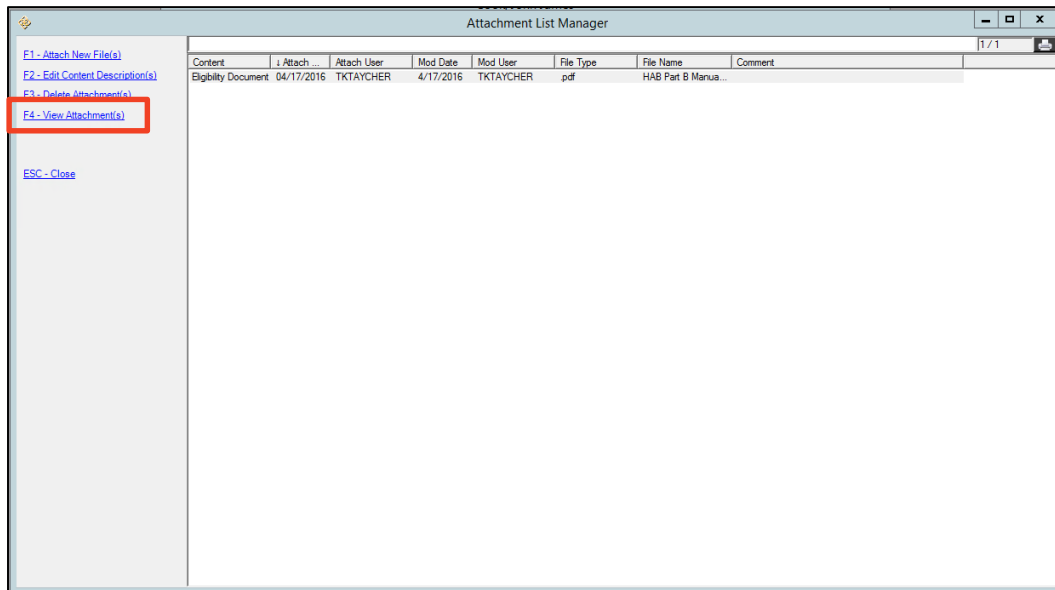 Attachment List Manager
F1 - Attach New File(s)
F2 - Edit Content Description(s)
F3 - Delete Attachment(s)
F4 - View Attachment(s)
ESC - Close
1 / 1
Content ↓ Attach ... Attach User Mod Date Mod User File Type File Name Comment
Eligibility Document 04/17/2016 TKTAYCHER 4/17/2016 TKTAYCHER .pdf HAB Part B Manua...